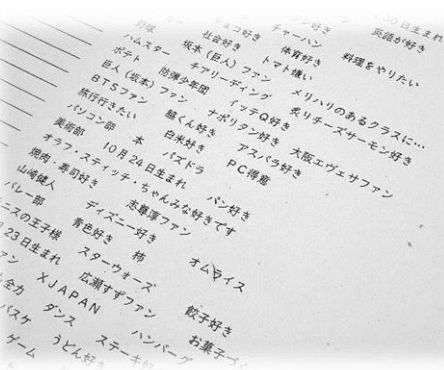 30日生まれ
ン好き 英語が好き
チョコ好き チャーハン 料理をやりたい
野球 社会好き 体育好き
ハムスター 坂本(巨人)ファン トマト嫌い メリハリのあるクラスに…
ポテト チアリーディング イッテQ好き 炙りチーズサーモン好き
巨人(坂本)ファン 防弾少年団 ナポリタン好き 大阪エヴェサファン
BTSファン 脇くん好き アスパラ好き
旅行行きたい 白米好き PC得意
パソコン部 本 パズドラ
美術部 10月24日生まれ パン好き
オラフ・スティッチ・ちゃんみな好きです
焼肉・寿司好き 志尊淳ファン
山崎健人 ディズニー好き オムライス
バレー部 青色好き 柿
ニスの王子様 スターウォーズ 餃子好き
23日生まれ 広瀬すずファン お菓子づく
ァン XJAPAN ハンバーグ
全力 ダンス ステーキ好
バスケ うどん好き
ゲーム